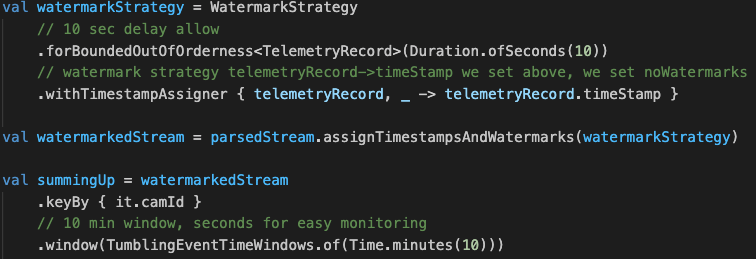 val watermarkStrategy = WatermarkStrategy
// 10 sec delay allow
.forBoundedOutOfOrderness<TelemetryRecord>(Duration.ofSeconds(10))
// watermark strategy telemetryRecord->timeStamp we set above, we set noWatermarks
.withTimestampAssigner { telemetryRecord, _ -> telemetryRecord.timeStamp }
val watermarkedStream = parsedStream.assignTimestampsAndWatermarks(watermarkStrategy)
val summingUp = watermarkedStream
.keyBy { it.camId }
// 10 min window, seconds for easy monitoring
.window(TumblingEventTimeWindows.of(Time.minutes(10)))